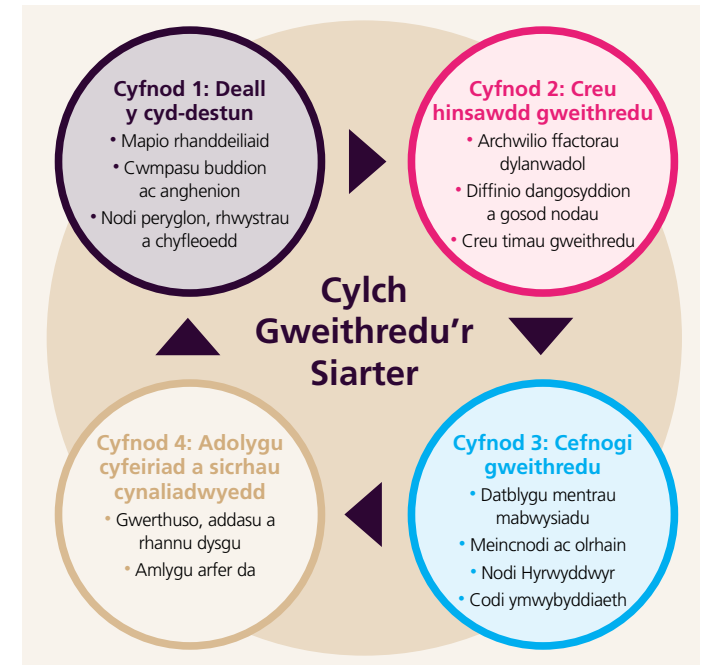 Cyfnod 1: Deall
y cyd-destun
• Mapio rhanddeiliaid
• Cwmpasu buddion
ac anghenion
• Nodi peryglon, rhwystrau
a chyfleoedd
Cyfnod 2: Creu
hinsawdd gweithredu
• Archwilio ffactorau
dylanwadol
• Diffinio dangosyddion
a gosod nodau
• Creu timau gweithredu
Cylch
Gweithredu’r
Siarter
Cyfnod 3: Cefnogi
gweithredu
• Datblygu mentrau
mabwysiadu
• Meincnodi ac olrhain
• Nodi Hyrwyddwyr
• Codi ymwybyddiaeth
Cyfnod 4: Adolygu
cyfeiriad a sicrhau
cynaliadwyedd
• Gwerthuso, addasu a
rhannu dysgu
• Amlygu arfer da